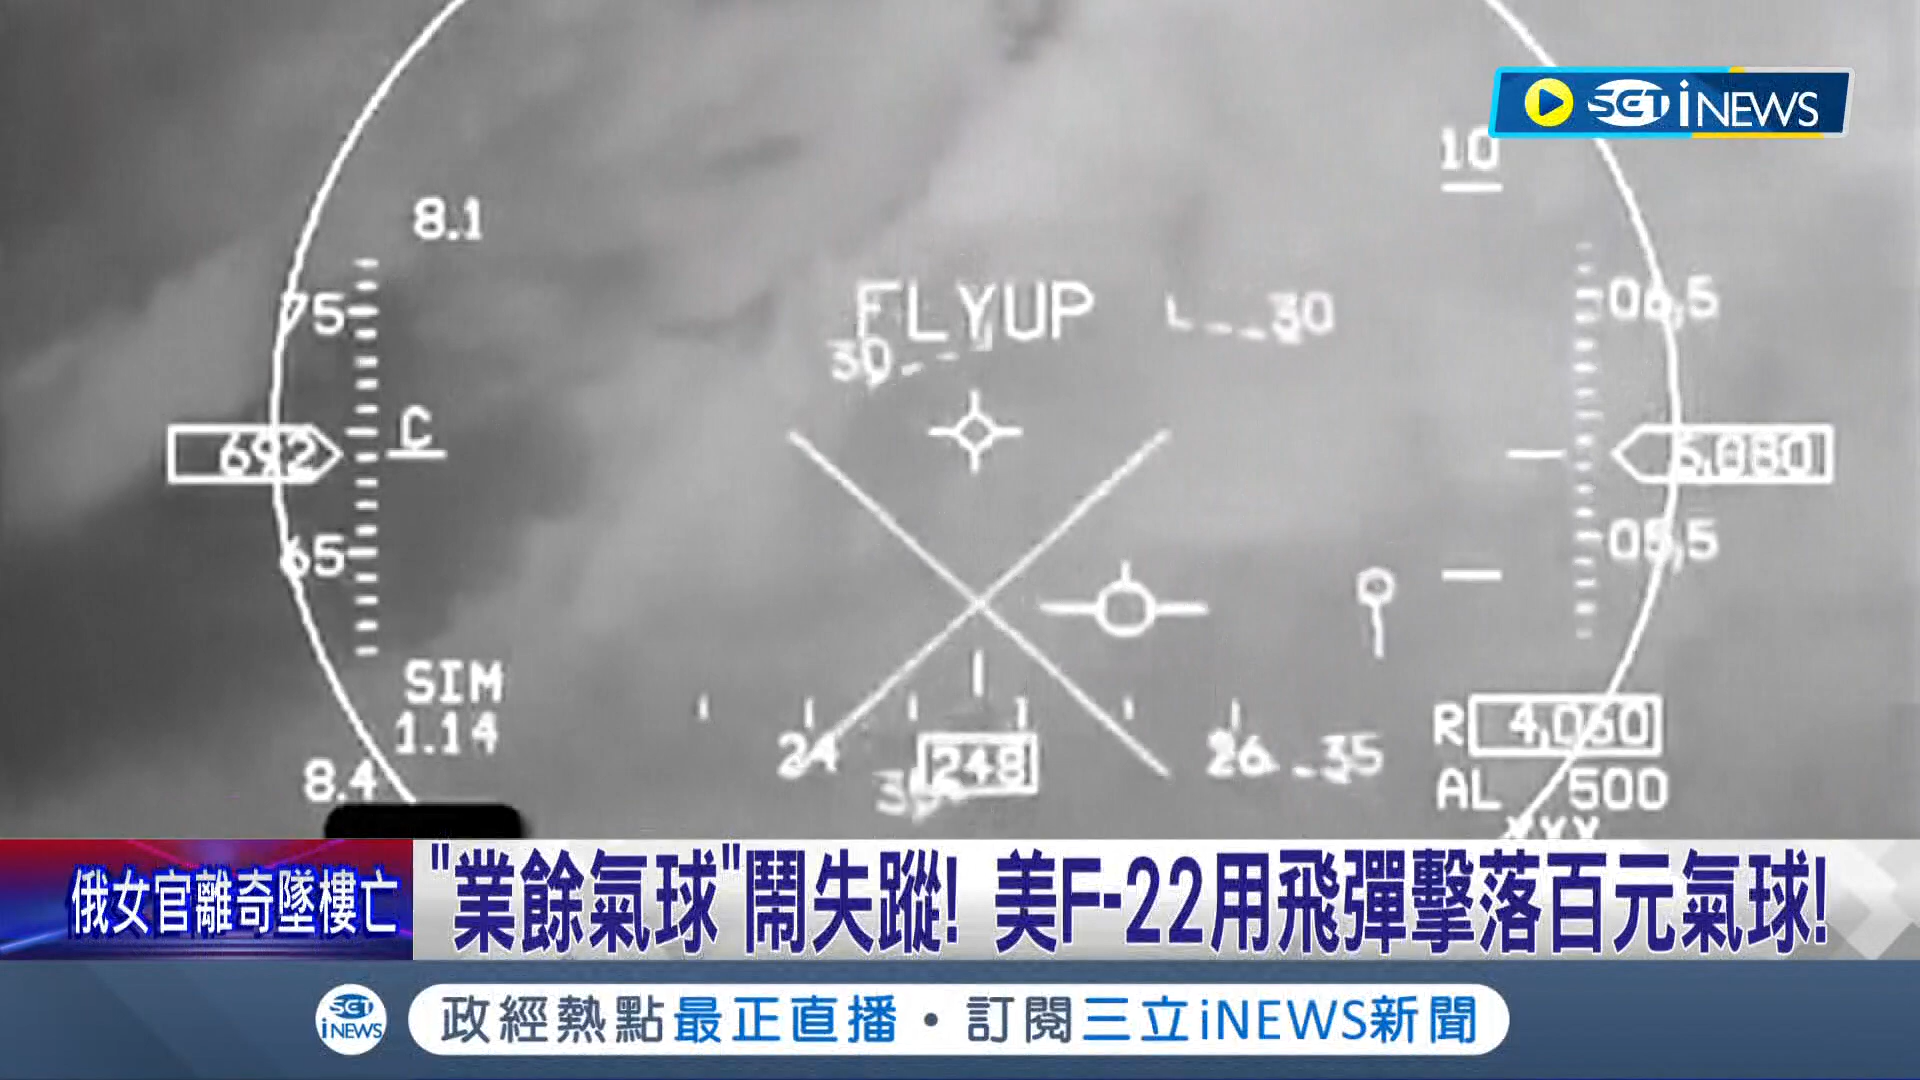 SET iNEWS
10
8.1
FLYUP
30 30
75 06,5
C
692 5,080
65 05,5
SIM
1.14
R 4,060
24 248 26 35
8.4
AL 500
XXX
俄女官離奇墜樓亡
"業餘氣球"鬧失蹤! 美F-22用飛彈擊落百元氣球!
SET iNEWS
政經熱點最正直播・訂閱三立iNEWS新聞